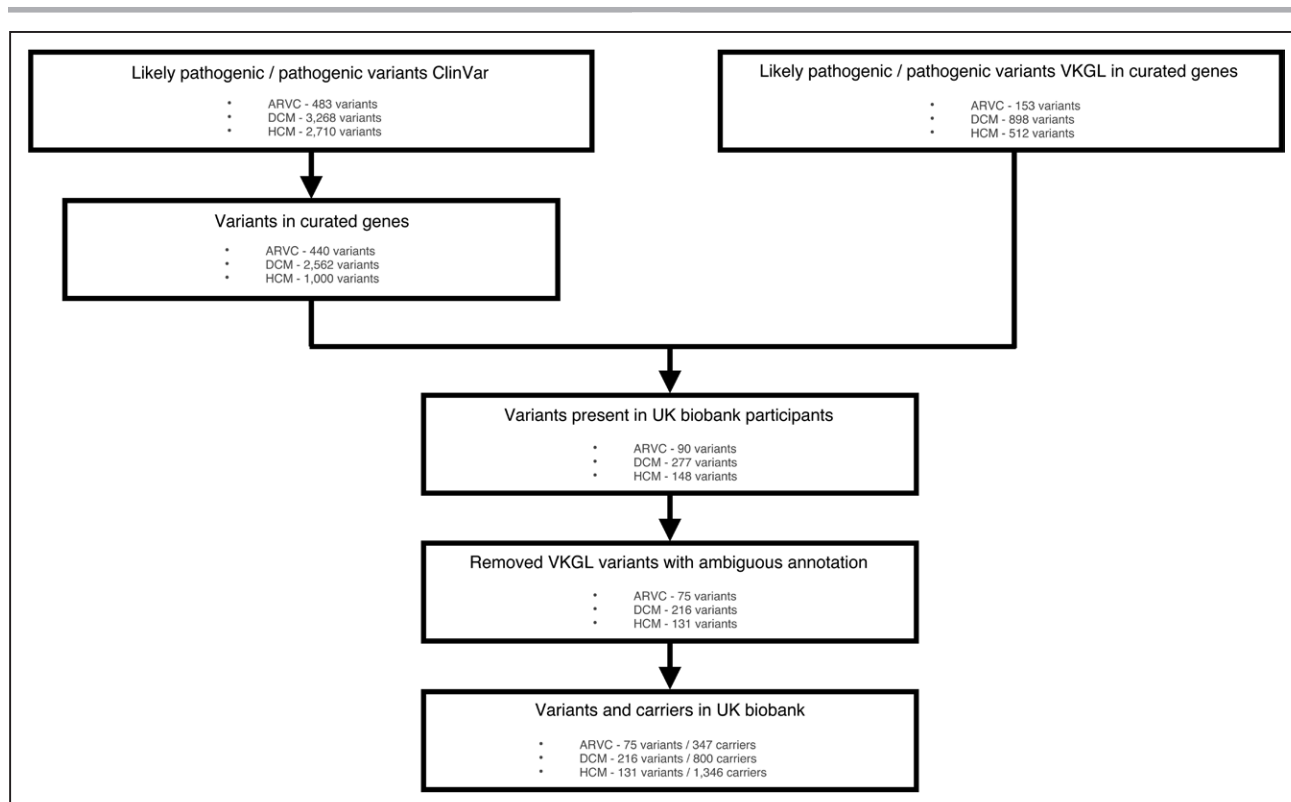 Likely pathogenic / pathogenic variants ClinVar
• ARVC - 483 variants
• DCM - 3,268 variants
• HCM - 2,710 variants
Likely pathogenic / pathogenic variants VKGL in curated genes
• ARVC - 153 variants
• DCM - 898 variants
• HCM - 512 variants
Variants in curated genes
• ARVC - 440 variants
• DCM - 2,562 variants
• HCM - 1,000 variants
Variants present in UK biobank participants
• ARVC - 90 variants
• DCM - 277 variants
• HCM - 148 variants
Removed VKGL variants with ambiguous annotation
• ARVC - 75 variants
• DCM - 216 variants
• HCM - 131 variants
Variants and carriers in UK biobank
• ARVC - 75 variants / 347 carriers
• DCM - 216 variants / 800 carriers
• HCM - 131 variants / 1,346 carriers